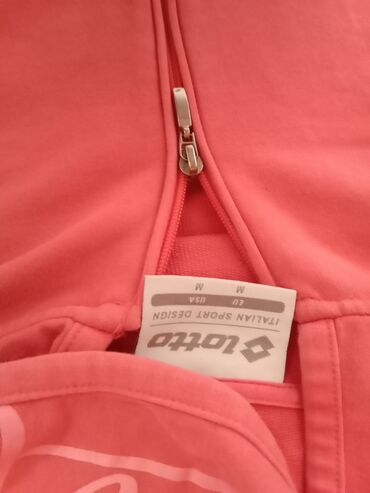 lotto
ITALIAN SPORT DESIGN
EU USA
M M